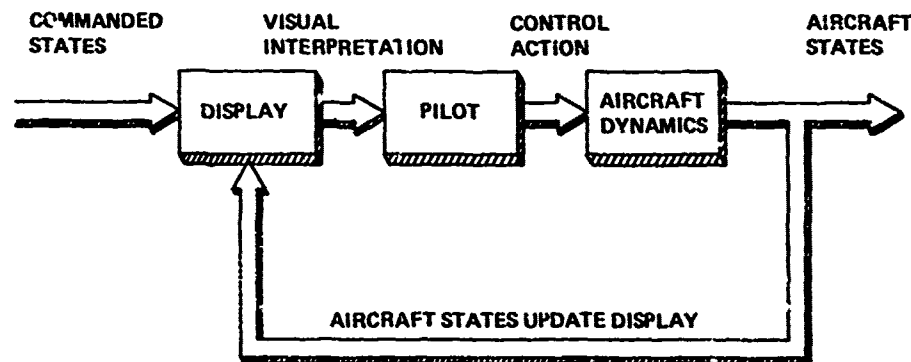 COMMANDED
STATES
VISUAL
INTERPRETATION
CONTROL
ACTION
AIRCRAFT
STATES
DISPLAY
PILOT
AIRCRAFT
DYNAMICS
AIRCRAFT STATES UPDATE DISPLAY